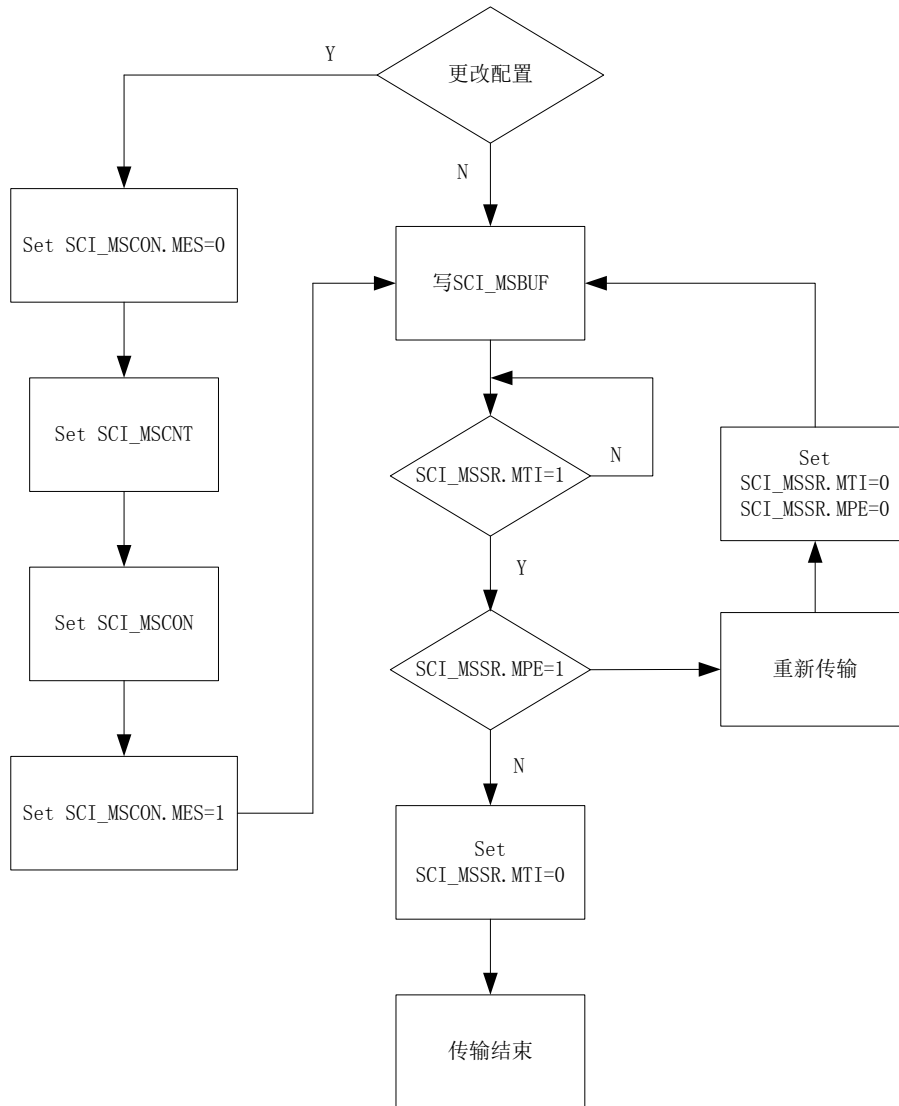 Y
更改配置
N
Set SCI_MSCON.MES=0
写SCI_MSBUF
Set SCI_MSCNT
SCI_MSSR.MTI=1
N
Set
SCI_MSSR.MTI=0
SCI_MSSR.MPE=0
Y
Set SCI_MSCON
SCI_MSSR.MPE=1
重新传输
N
Set SCI_MSCON.MES=1
Set
SCI_MSSR.MTI=0
传输结束